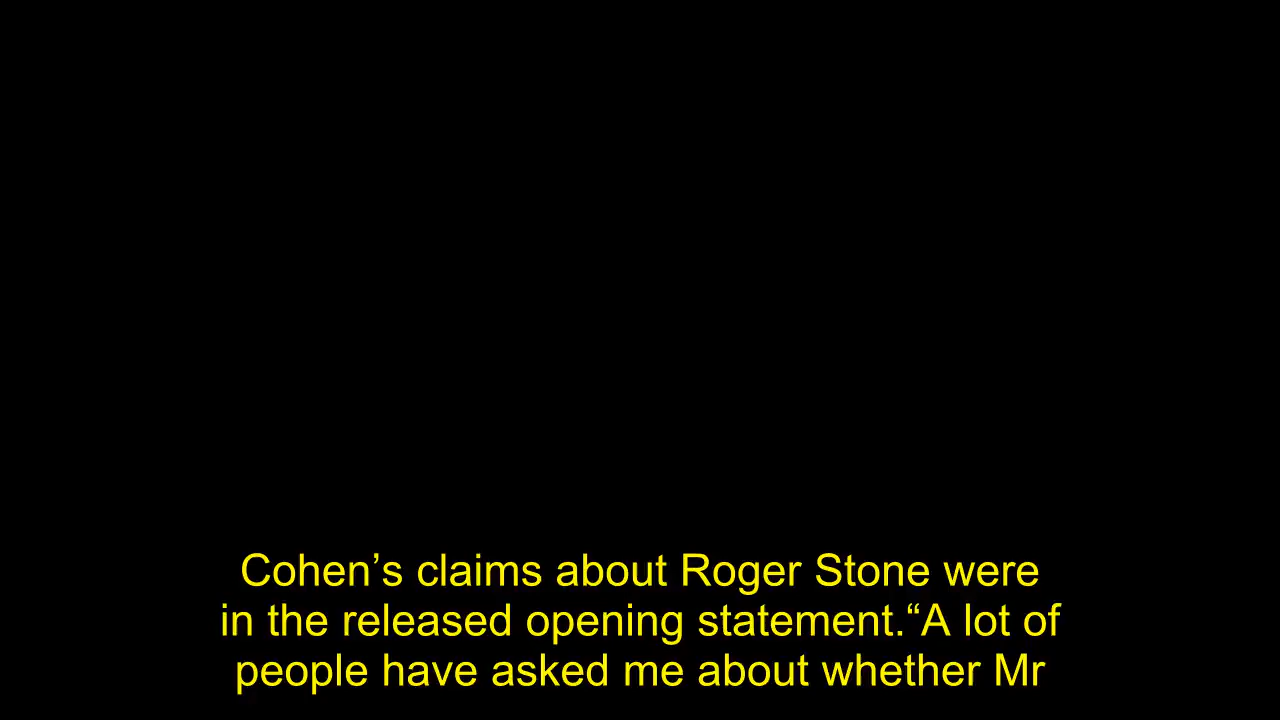 Cohen’s claims about Roger Stone were
in the released opening statement.“A lot of
people have asked me about whether Mr